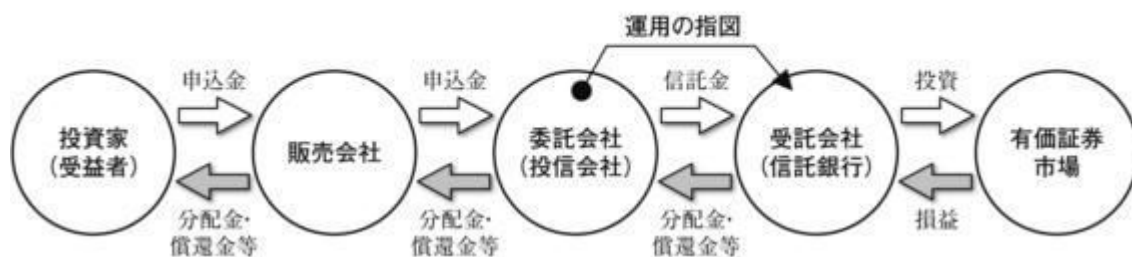 運用の指図
申込金
申込金
信託金
投資
投資家
(受益者)
販売会社
委託会社
(投信会社)
受託会社
(信託銀行)
有価証券
市場
分配金・
償還金等
分配金・
償還金等
分配金・
償還金等
損益